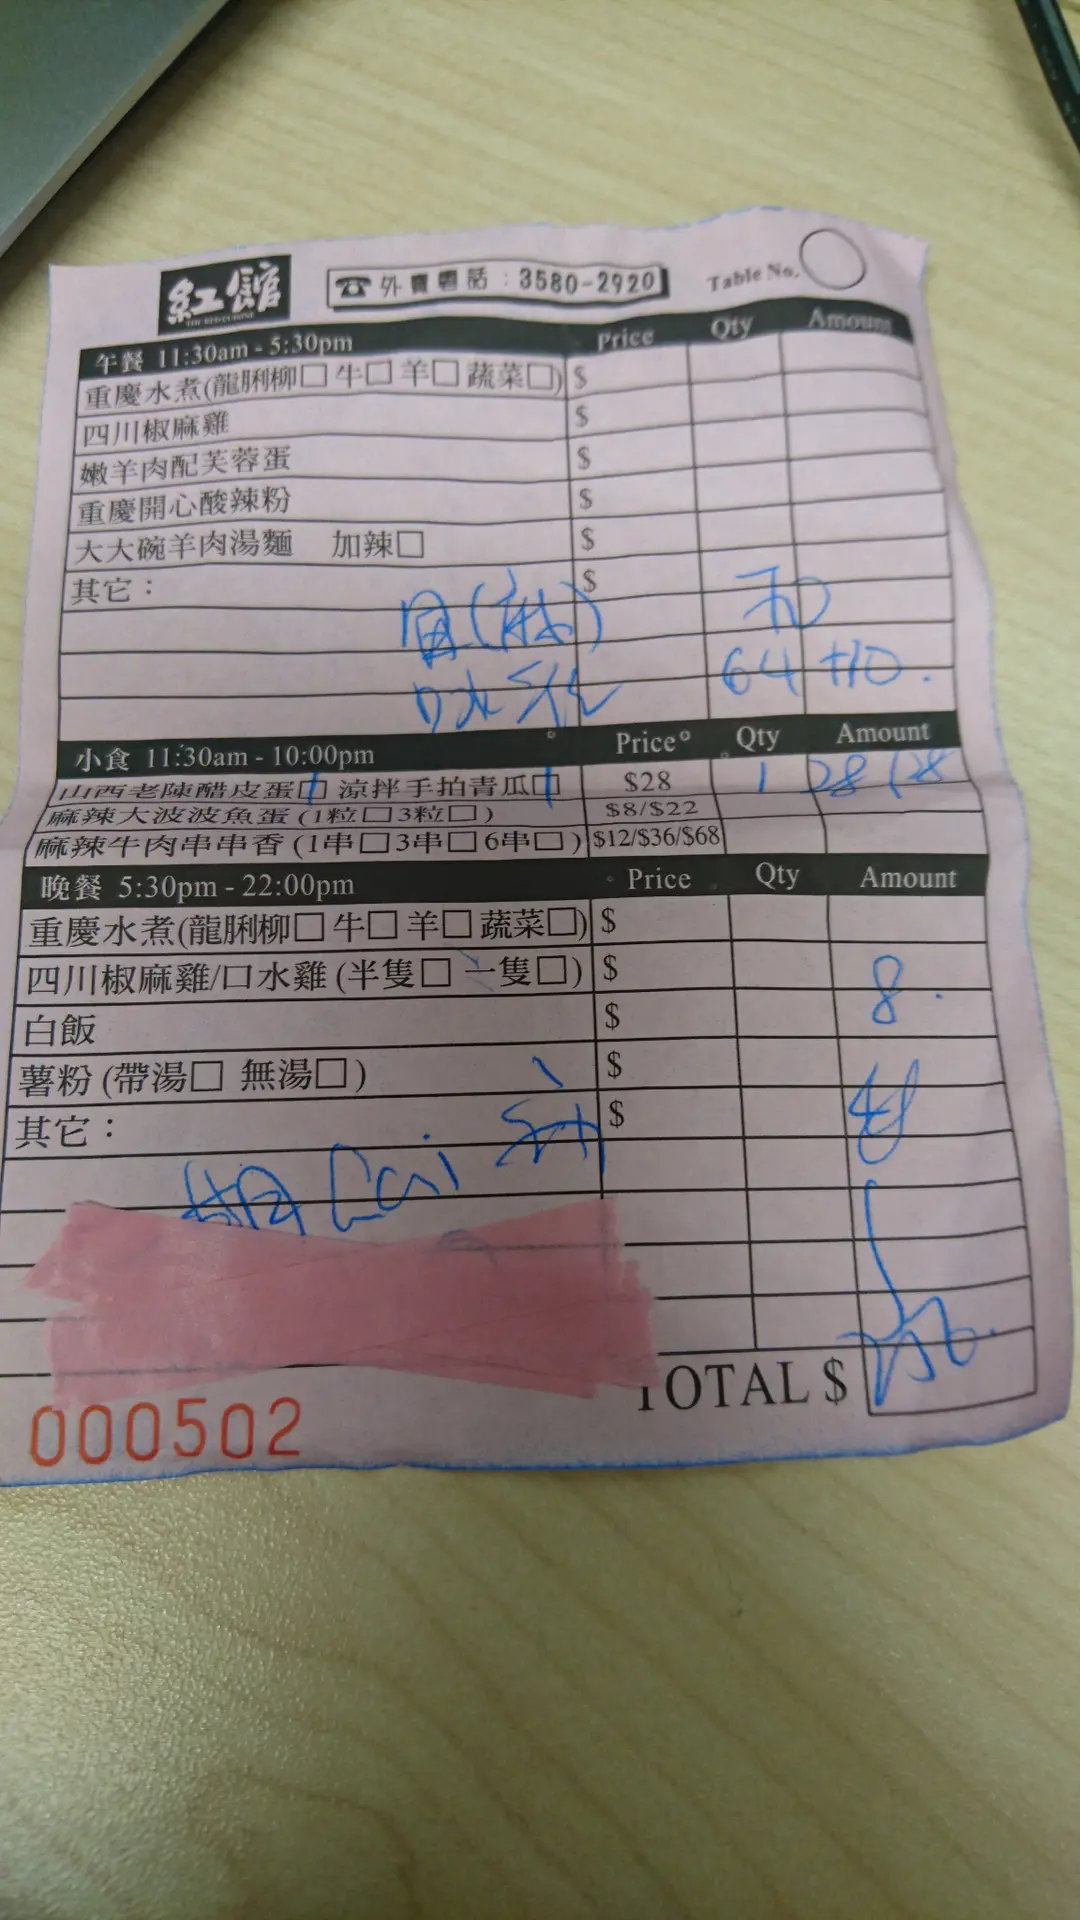 紅館
☎外賣電話：3580-2920
Table No.
午餐 11:30am - 5:30pm Price Qty Amount
重慶水煮(龍脷柳□ 牛□ 羊□ 蔬菜□) $
四川椒麻雞 $
嫩羊肉配芙蓉蛋 $
重慶開心酸辣粉 $
大大碗羊肉湯麵 加辣□ $
其它： $
口水 64 +10.
小食 11:30am - 10:00pm Price Qty Amount
山西老陳醋皮蛋□ 涼拌手拍青瓜□ $28 1 28 / 28
麻辣大波波魚蛋 (1粒□ 3粒□) $8/$22
麻辣牛肉串串香 (1串□ 3串□ 6串□) $12/$36/$68
晚餐 5:30pm - 22:00pm Price Qty Amount
重慶水煮(龍脷柳□ 牛□ 羊□ 蔬菜□) $
四川椒麻雞/口水雞 (半隻□ 一隻□) $
白飯 $ 8
薯粉 (帶湯□ 無湯□) $
其它： $
TOTAL $
000502